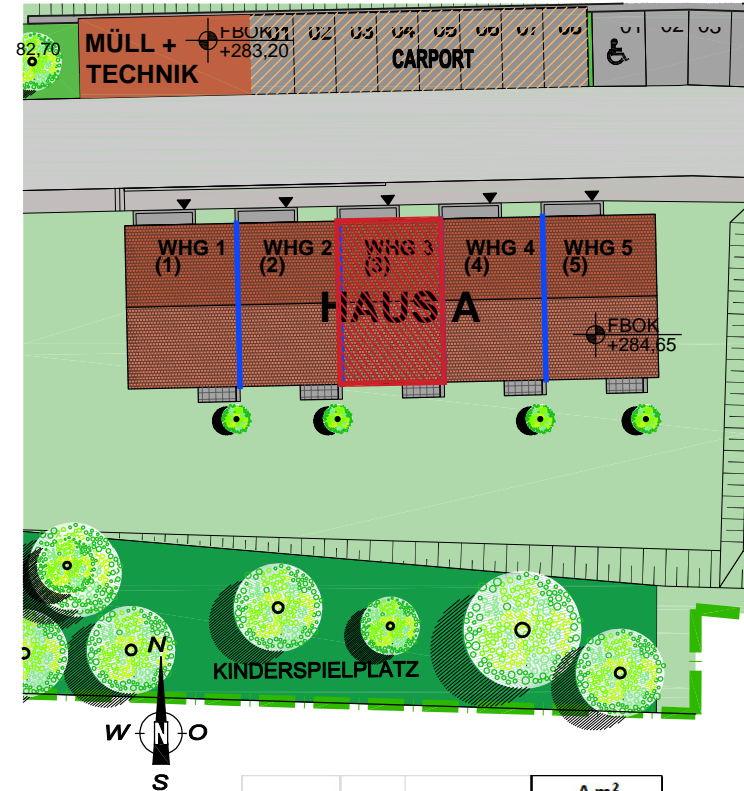 82,70
MÜLL +
TECHNIK
FBOK
+283,20
01 02 03 04 05 06 07 08
CARPORT
01 02 03
WHG 1
(1)
WHG 2
(2)
WHG 3
(3)
WHG 4
(4)
WHG 5
(5)
HAUS A
FBOK
+284,65
KINDERSPIELPLATZ
N
W N O
S
A m²